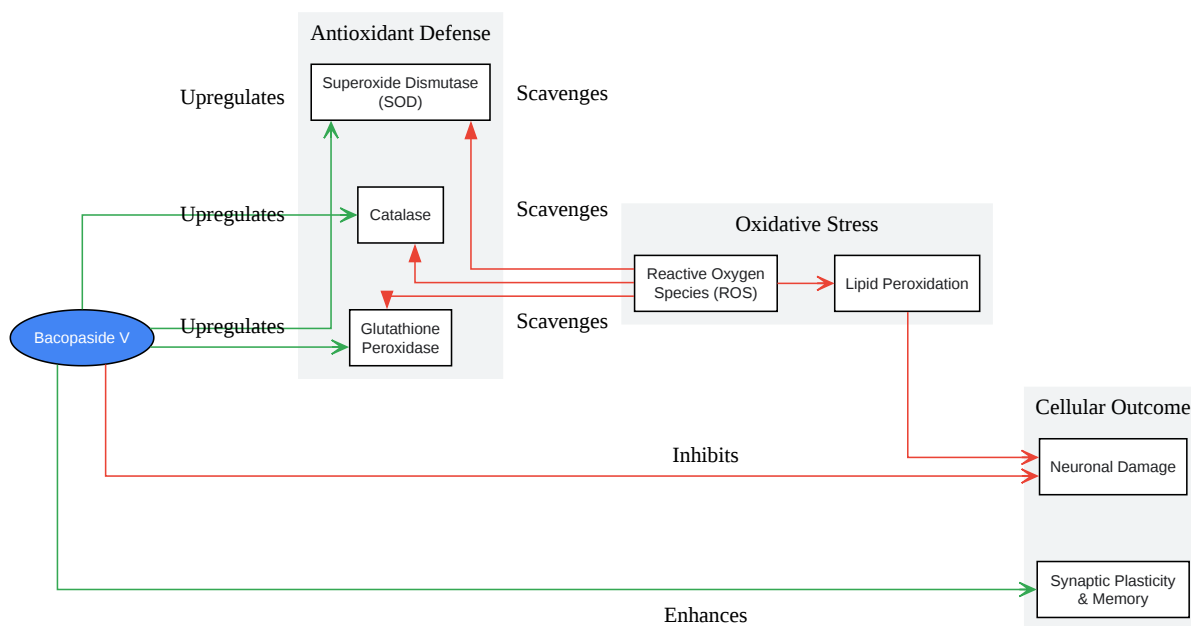 Antioxidant Defense
Superoxide Dismutase
(SOD)
Upregulates
Scavenges
Catalase
Upregulates
Scavenges
Oxidative Stress
Reactive Oxygen
Species (ROS)
Lipid Peroxidation
Glutathione
Peroxidase
Upregulates
Scavenges
Bacopaside V
Cellular Outcome
Neuronal Damage
Inhibits
Synaptic Plasticity
& Memory
Enhances